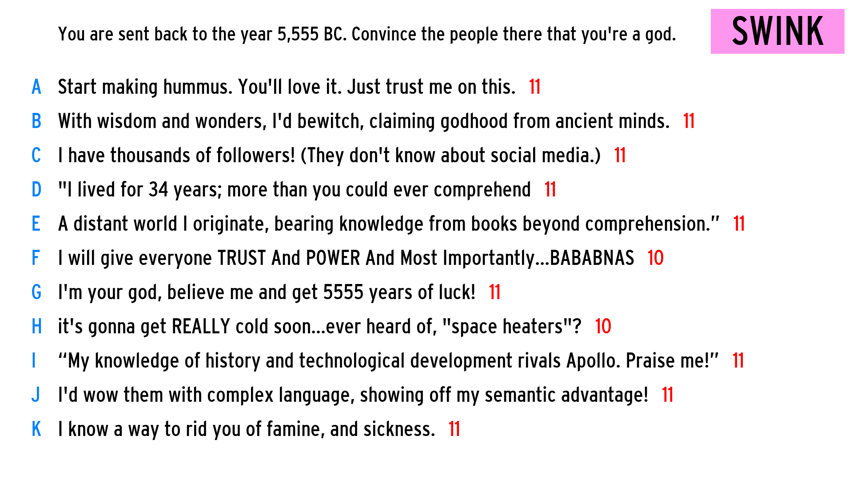 You are sent back to the year 5,555 BC. Convince the people there that you're a god.
SWINK
A Start making hummus. You'll love it. Just trust me on this. 11
B With wisdom and wonders, I'd bewitch, claiming godhood from ancient minds. 11
C I have thousands of followers! (They don't know about social media.) 11
D "I lived for 34 years; more than you could ever comprehend 11
E A distant world I originate, bearing knowledge from books beyond comprehension.” 11
F I will give everyone TRUST And POWER And Most Importantly...BABABNAS 10
G I'm your god, believe me and get 5555 years of luck! 11
H it's gonna get REALLY cold soon...ever heard of, "space heaters"? 10
I “My knowledge of history and technological development rivals Apollo. Praise me!” 11
J I'd wow them with complex language, showing off my semantic advantage! 11
K I know a way to rid you of famine, and sickness. 11